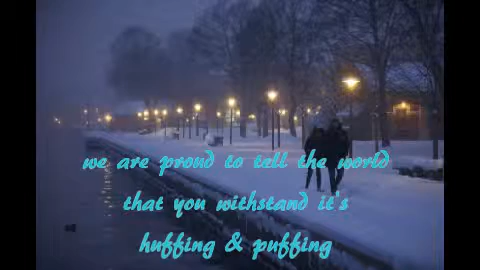 we are proud to tell the world
that you withstand it's
huffing & puffing